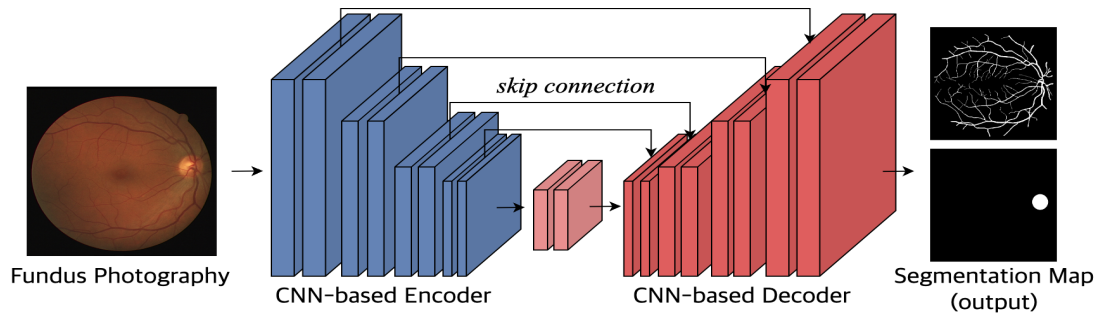 skip connection
Fundus Photography
CNN-based Encoder
CNN-based Decoder
Segmentation Map
(output)